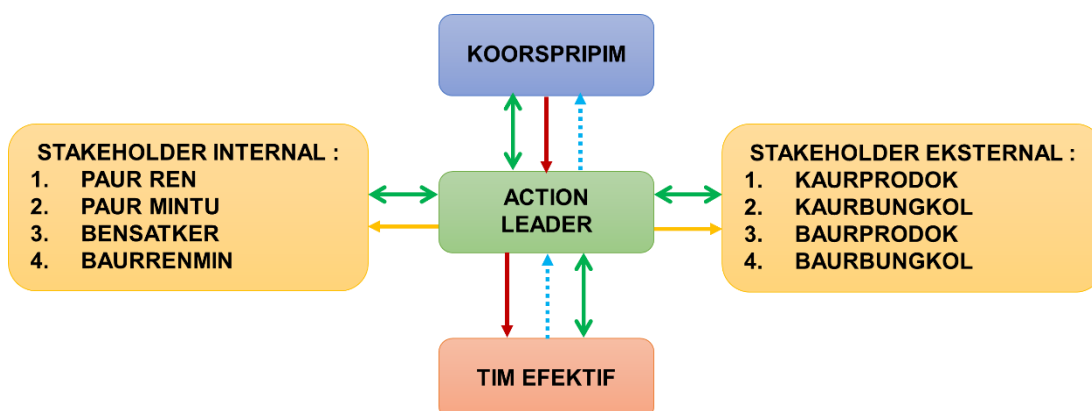 KOORSPRIPIM
STAKEHOLDER INTERNAL :
1. PAUR REN
2. PAUR MINTU
3. BENSATKER
4. BAURRENMIN
ACTION
LEADER
STAKEHOLDER EKSTERNAL :
1. KAURPRODOK
2. KAURBUNGKOL
3. BAURPRODOK
4. BAURBUNGKOL
TIM EFEKTIF